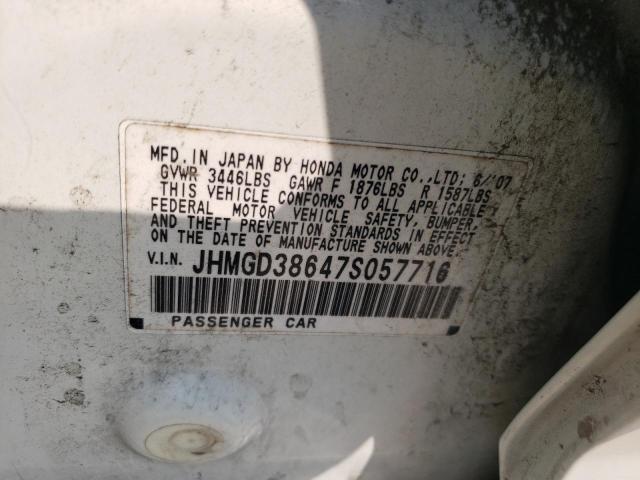 MFD. IN JAPAN BY HONDA MOTOR CO.,LTD; 6/'07
GVWR 3446LBS GAWR F 1876LBS R 1587LBS
THIS VEHICLE CONFORMS TO ALL APPLICABLE
FEDERAL MOTOR VEHICLE SAFETY, BUMPER,
AND THEFT PREVENTION STANDARDS IN EFFECT
ON THE DATE OF MANUFACTURE SHOWN ABOVE.
V.I.N. JHMGD38647S057716
PASSENGER CAR